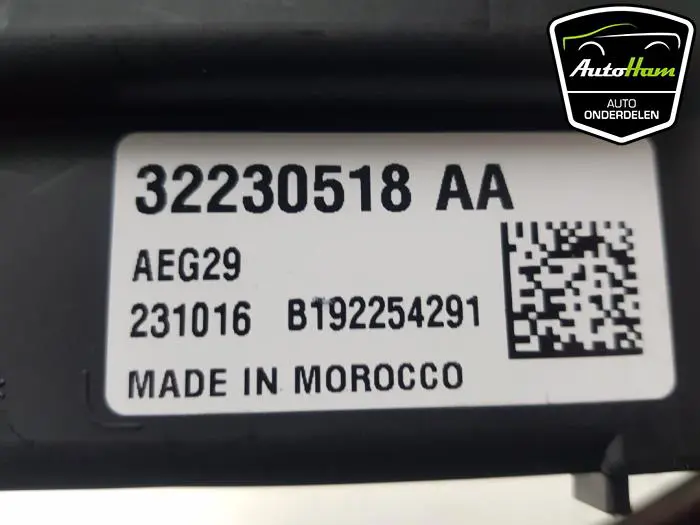 AutoHam
AUTO
ONDERDELEN
32230518 AA
AEG29
231016 B192254291
MADE IN MOROCCO